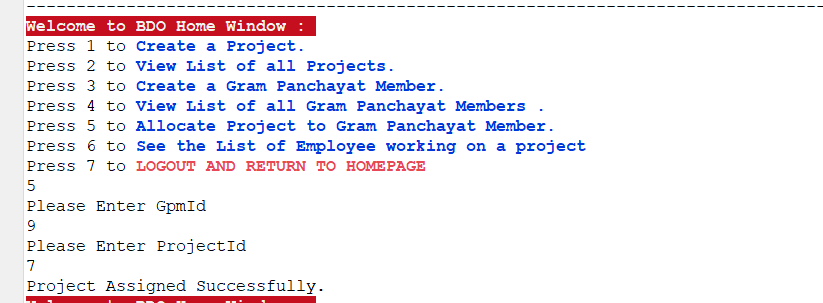 Welcome to BDO Home Window :
Press 1 to Create a Project.
Press 2 to View List of all Projects.
Press 3 to Create a Gram Panchayat Member.
Press 4 to View List of all Gram Panchayat Members .
Press 5 to Allocate Project to Gram Panchayat Member.
Press 6 to See the List of Employee working on a project
Press 7 to LOGOUT AND RETURN TO HOMEPAGE
5
Please Enter GpmId
9
Please Enter ProjectId
7
Project Assigned Successfully.